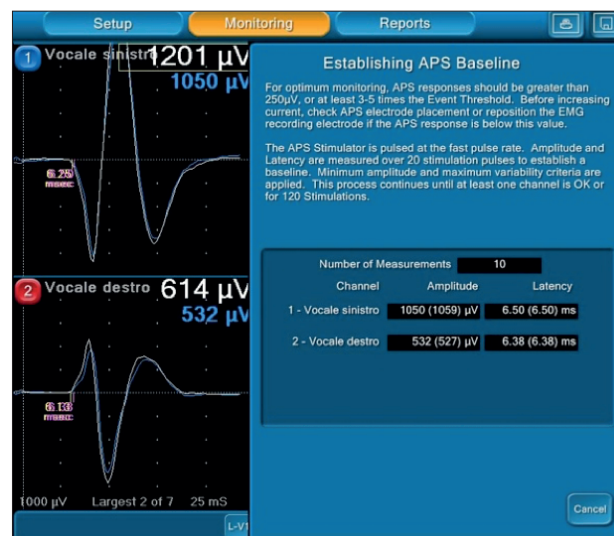 Setup
Monitoring
Reports
1 Vocale sinistro 1201 µV
1050 µV
6.25
msec
2 Vocale destro 614 µV
532 µV
6.13
msec
1000 µV Largest 2 of 7 25 mS
L-V1
Establishing APS Baseline
For optimum monitoring, APS responses should be greater than
250µV, or at least 3-5 times the Event Threshold. Before increasing
current, check APS electrode placement or reposition the EMG
recording electrode if the APS response is below this value.
The APS Stimulator is pulsed at the fast pulse rate. Amplitude and
Latency are measured over 20 stimulation pulses to establish a
baseline. Minimum amplitude and maximum variability criteria are
applied. This process continues until at least one channel is OK or
for 120 Stimulations.
Number of Measurements 10
Channel Amplitude Latency
1 - Vocale sinistro 1050 (1059) µV 6.50 (6.50) ms
2 - Vocale destro 532 (527) µV 6.38 (6.38) ms
Cancel